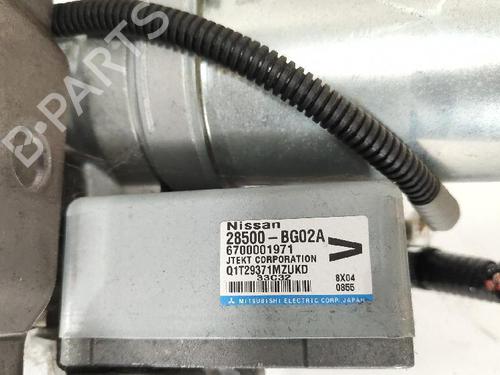 B-PARTS
Nissan
28500-BG02A
6700001971
JTEKT CORPORATION
Q1T29371MZUKD
33C32
8X04
0855
MITSUBISHI ELECTRIC CORP. JAPAN